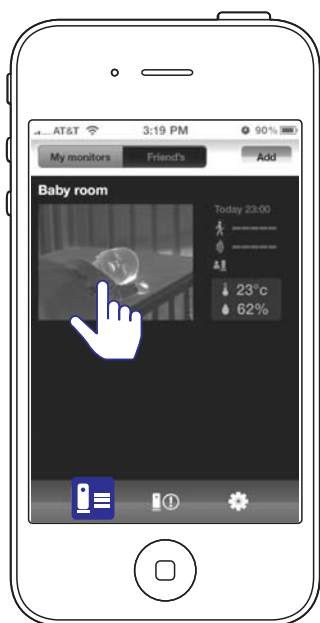 AT&T 3:19 PM 90%
My monitors Friend's Add
Baby room
Today 23:00
23°c
62%